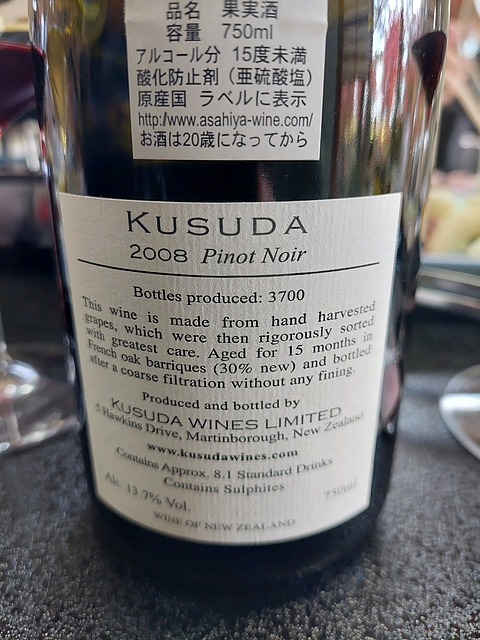 品名 果実酒
容量 750ml
アルコール分 15度未満
酸化防止剤（亜硫酸塩）
原産国 ラベルに表示
http://www.asahiya-wine.com/
お酒は20歳になってから
KUSUDA
2008 Pinot Noir
Bottles produced: 3700
This wine is made from hand harvested
grapes, which were then rigorously sorted
with greatest care. Aged for 15 months in
French oak barriques (30% new) and bottled
after a coarse filtration without any fining.
Produced and bottled by
KUSUDA WINES LIMITED
5 Hawkins Drive, Martinborough, New Zealand
www.kusudawines.com
Contains Approx. 8.1 Standard Drinks
Contains Sulphites
Alc. 13.7% Vol. 750ml
WINE OF NEW ZEALAND